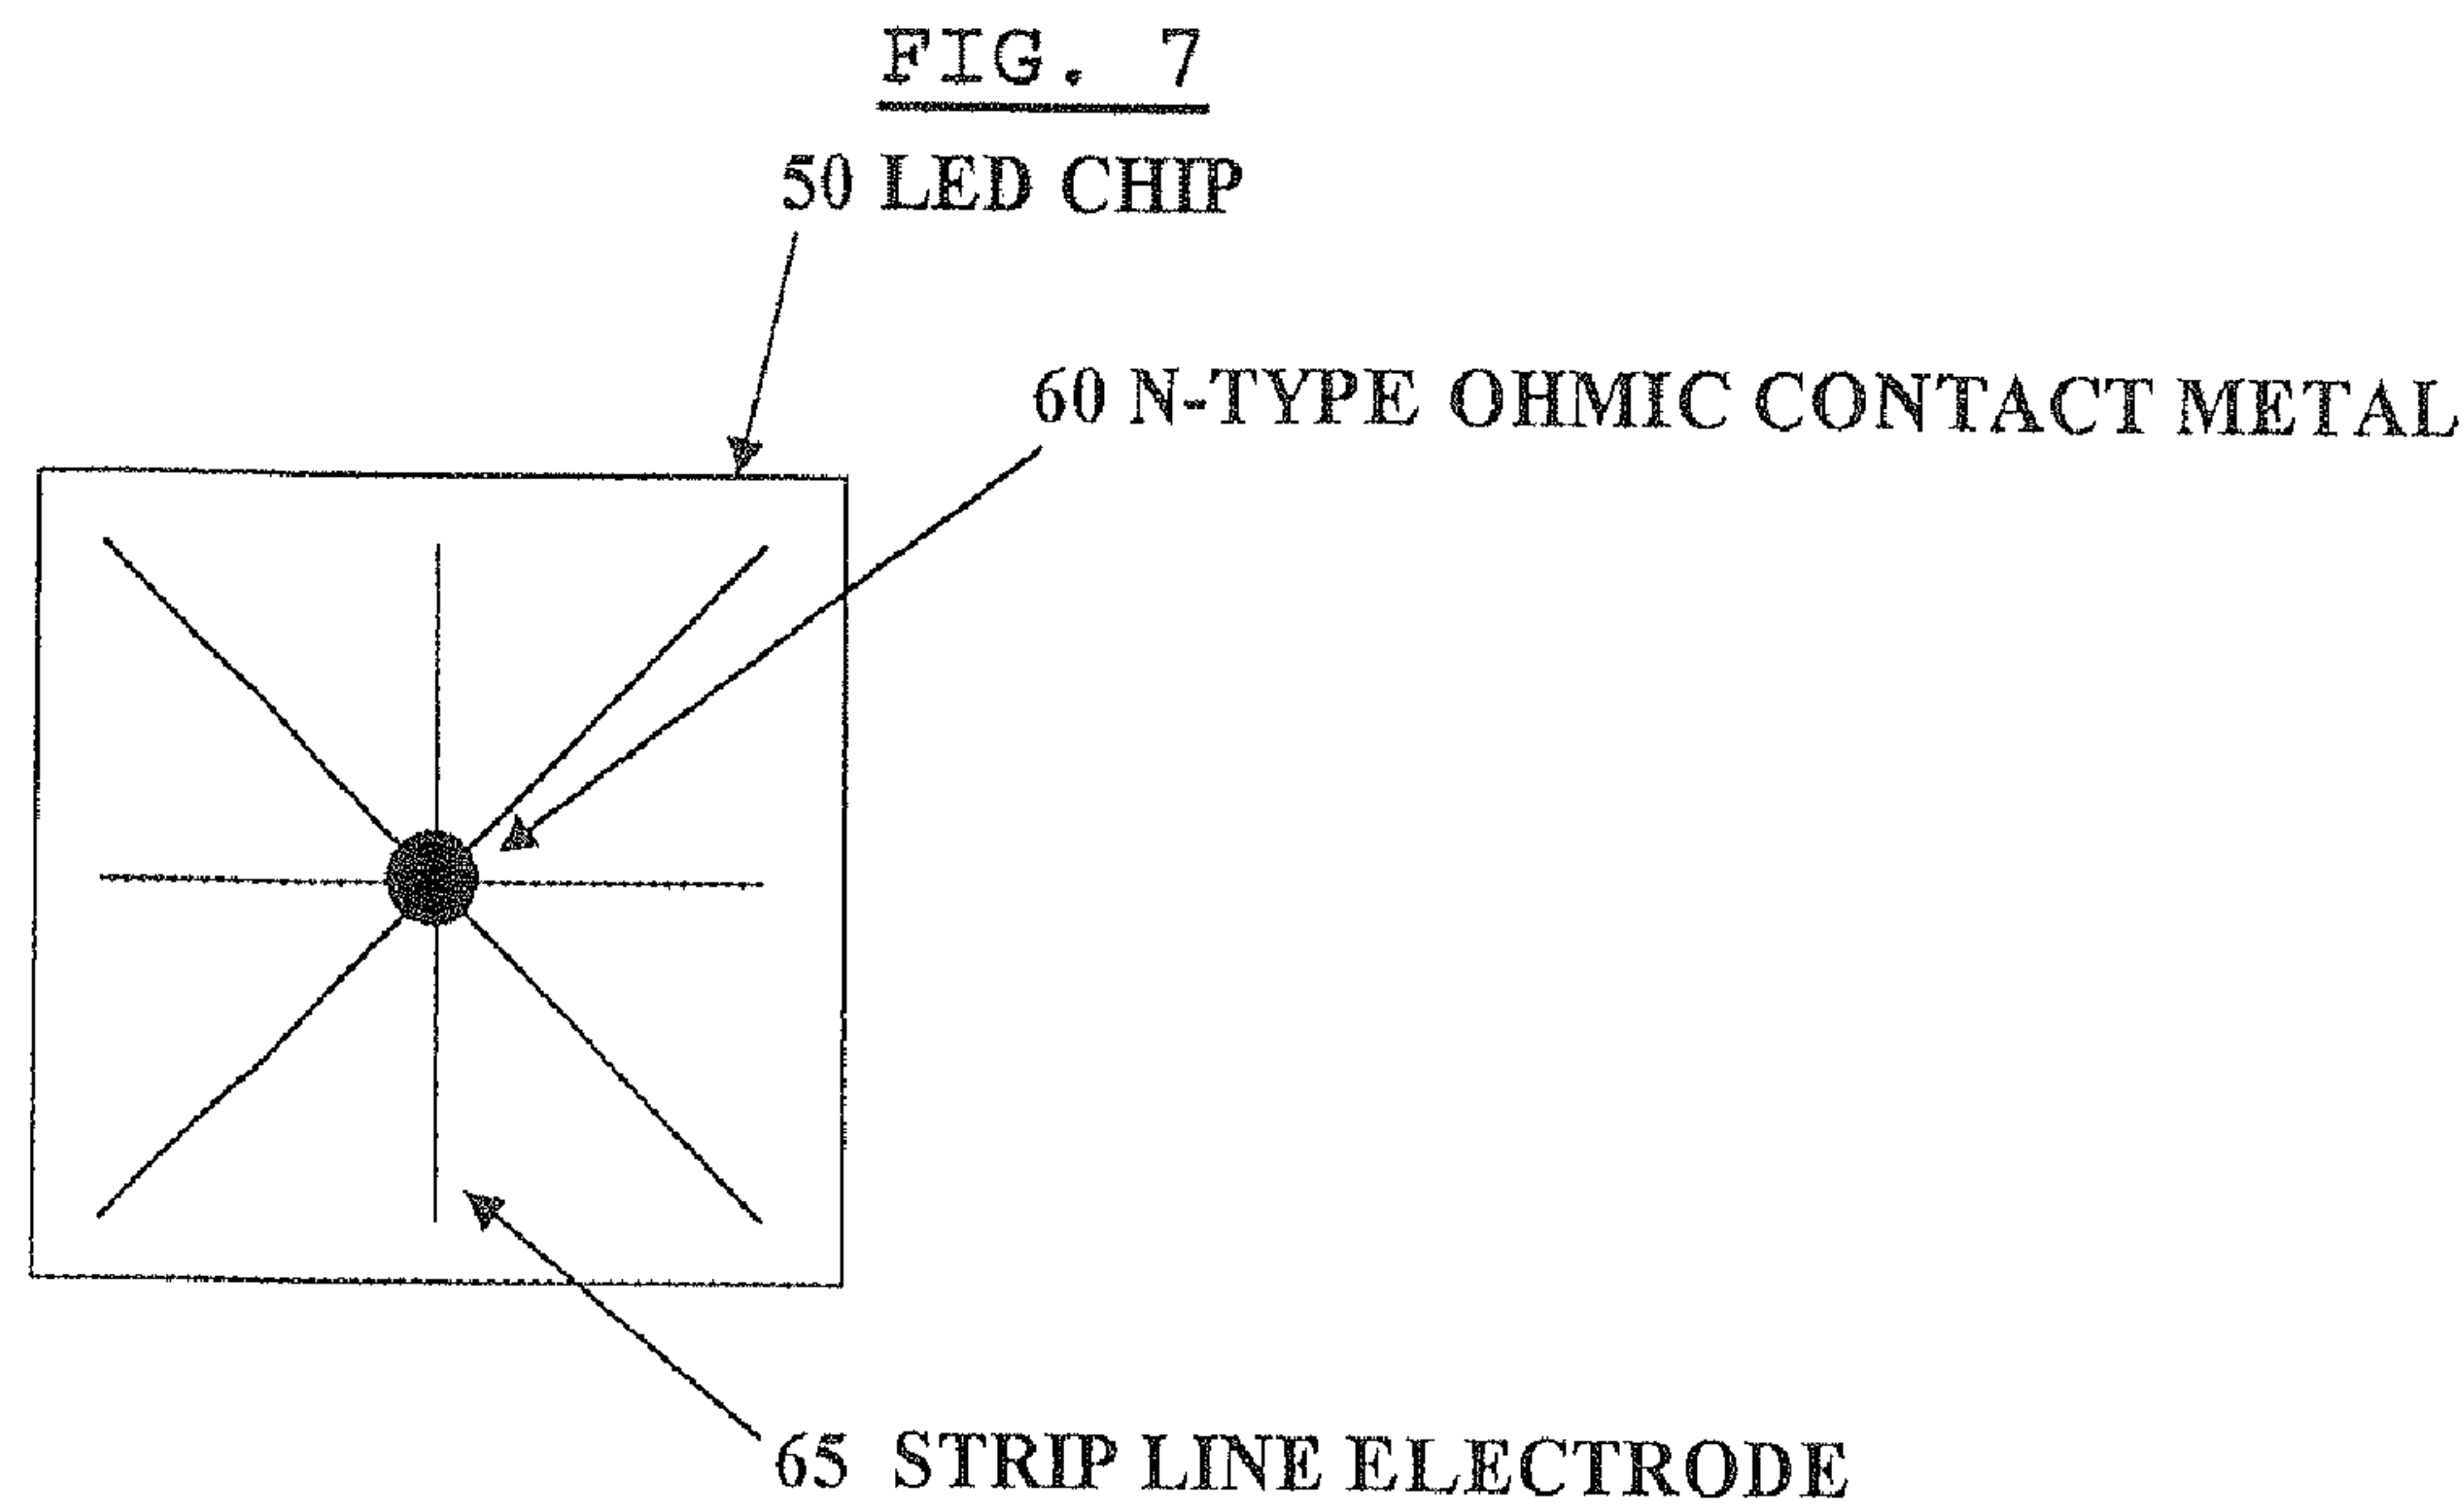 FIG. 7
50 LED CHIP
60 N-TYPE OHMIC CONTACT METAL
65 STRIP LINE ELECTRODE